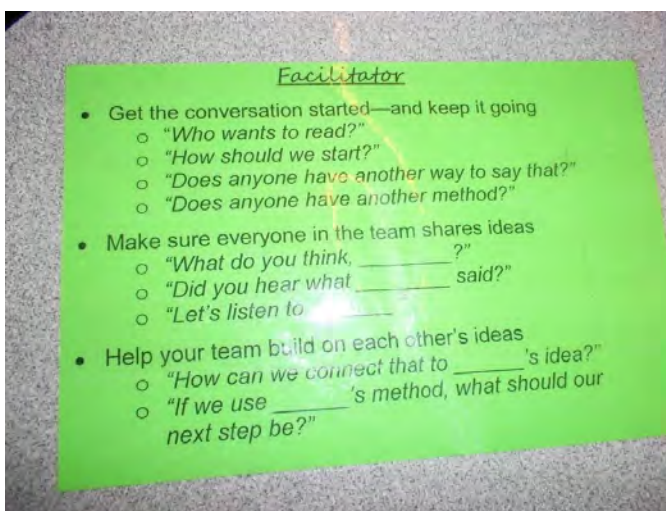 Facilitator
• Get the conversation started—and keep it going
o "Who wants to read?"
o "How should we start?"
o "Does anyone have another way to say that?"
o "Does anyone have another method?"
• Make sure everyone in the team shares ideas
o "What do you think, ________?"
o "Did you hear what ________ said?"
o "Let's listen to ________
• Help your team build on each other's ideas
o "How can we connect that to ______'s idea?"
o "If we use _______'s method, what should our
next step be?"